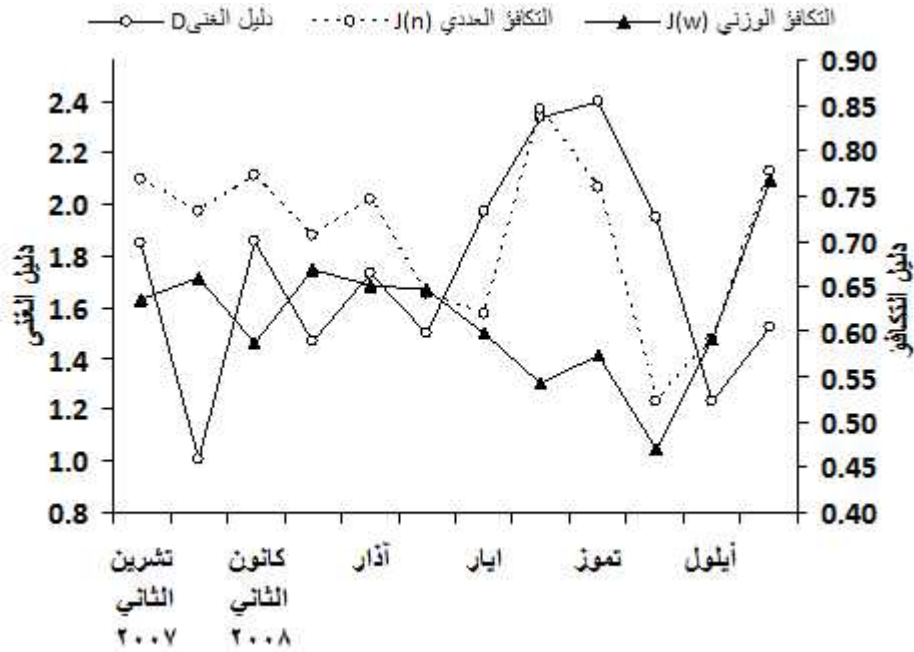 دليل الغنى D
التكافؤ العددي J(n)
التكافؤ الوزني J(w)
دليل الغنى
2.4
2.2
2.0
1.8
1.6
1.4
1.2
1.0
0.8
دليل التكافؤ
0.90
0.85
0.80
0.75
0.70
0.65
0.60
0.55
0.50
0.45
0.40
تشرين الثاني ٢٠٠٧
كانون الثاني ٢٠٠٨
آذار
ايار
تموز
أيلول